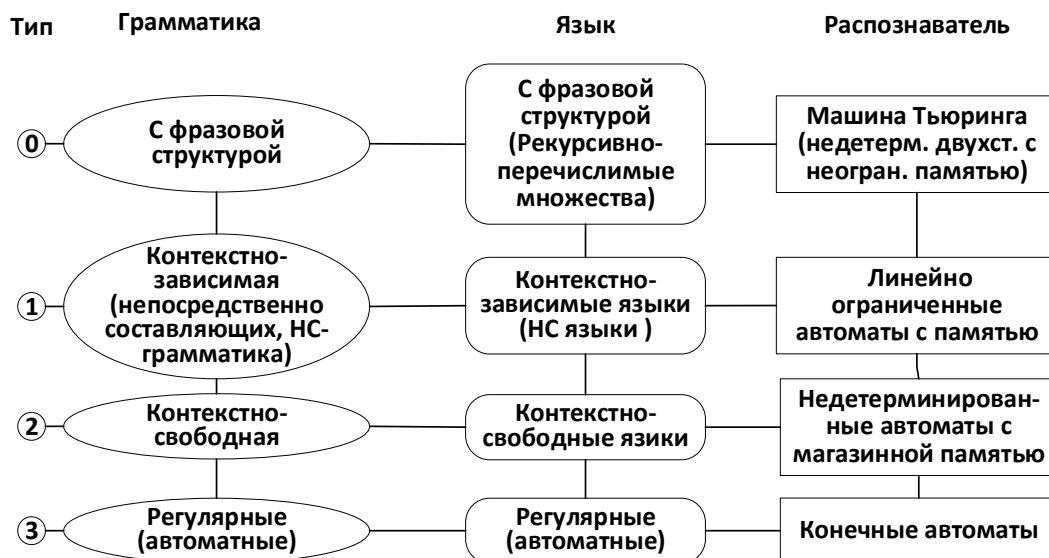 Тип Грамматика Язык Распознаватель
0
С фразовой
структурой
С фразовой
структурой
(Рекурсивно-
перечислимые
множества)
Машина Тьюринга
(недетерм. двухст. с
неогран. памятью)
1
Контекстно-
зависимая
(непосредственно
составляющих, НС-
грамматика)
Контекстно-
зависимые языки
(НС языки )
Линейно
ограниченные
автоматы с памятью
2
Контекстно-
свободная
Контекстно-
свободные язики
Недетерминирован-
ные автоматы с
магазинной памятью
3
Регулярные
(автоматные)
Регулярные
(автоматные)
Конечные автоматы